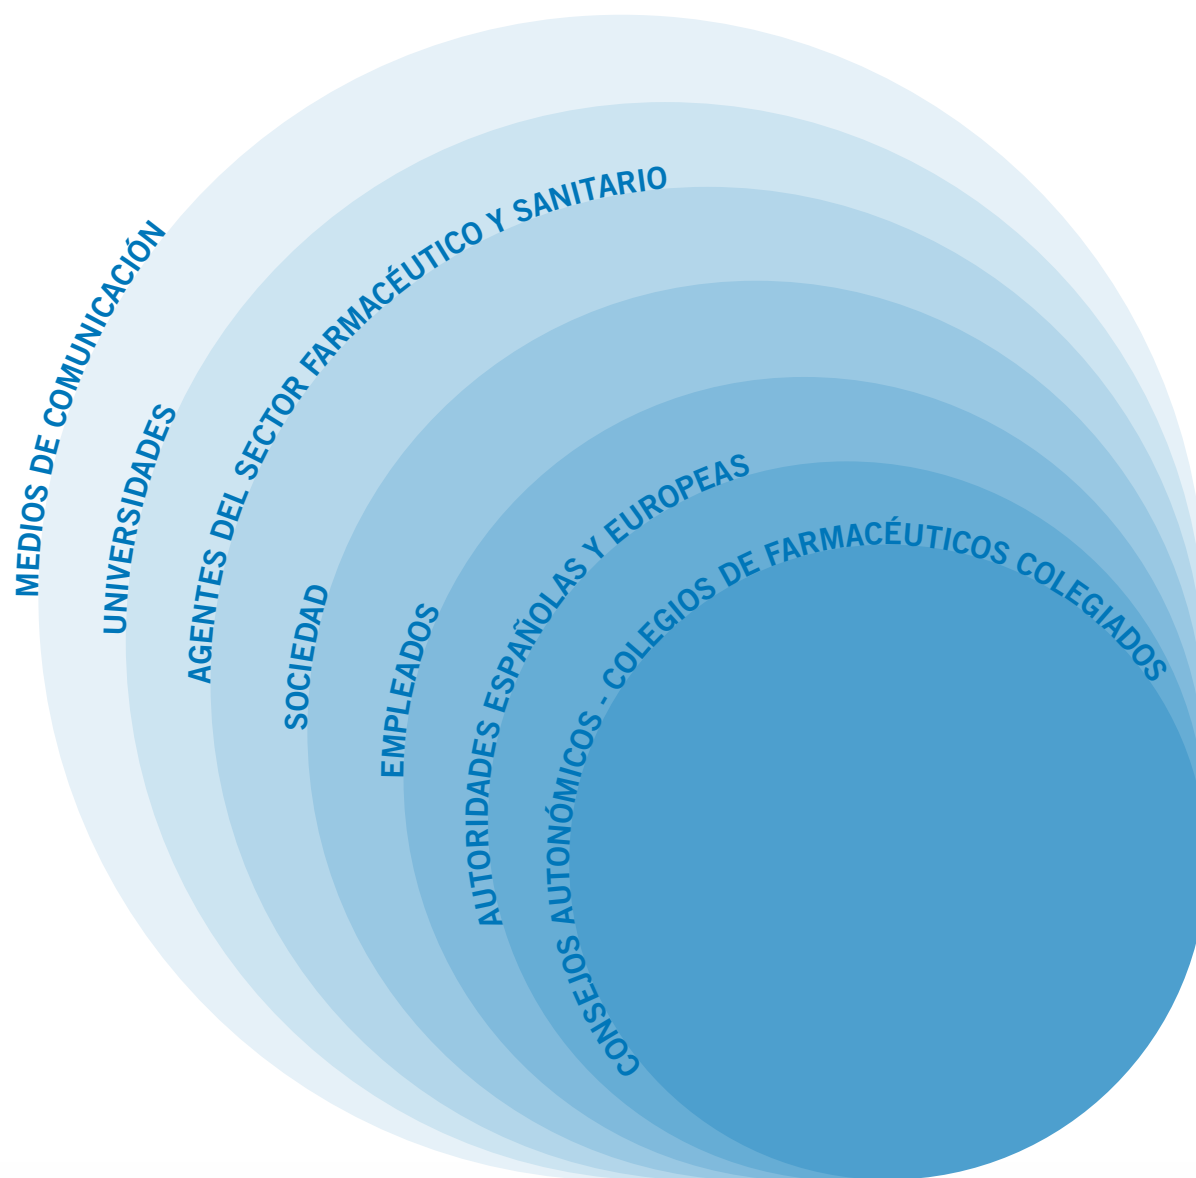 MEDIOS DE COMUNICACIÓN
UNIVERSIDADES
AGENTES DEL SECTOR FARMACÉUTICO Y SANITARIO
SOCIEDAD
EMPLEADOS
AUTORIDADES ESPAÑOLAS Y EUROPEAS
CONSEJOS AUTONÓMICOS - COLEGIOS DE FARMACÉUTICOS COLEGIADOS